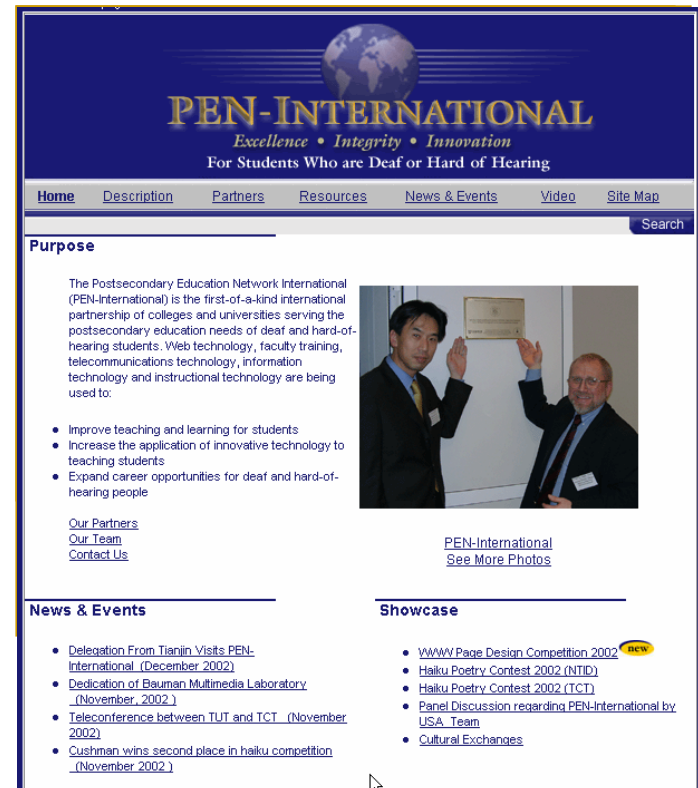 PEN-INTERNATIONAL
Excellence • Integrity • Innovation
For Students Who are Deaf or Hard of Hearing
Home Description Partners Resources News & Events Video Site Map
Search
Purpose
The Postsecondary Education Network International
(PEN-International) is the first-of-a-kind international
partnership of colleges and universities serving the
postsecondary education needs of deaf and hard-of-
hearing students. Web technology, faculty training,
telecommunications technology, information
technology and instructional technology are being
used to:
• Improve teaching and learning for students
• Increase the application of innovative technology to
teaching students
• Expand career opportunities for deaf and hard-of-
hearing people
Our Partners
Our Team
Contact Us
PEN-International
See More Photos
News & Events
• Delegation From Tianjin Visits PEN-
International (December 2002)
• Dedication of Bauman Multimedia Laboratory
(November, 2002 )
• Teleconference between TUT and TCT (November
2002)
• Cushman wins second place in haiku competition
(November 2002 )
Showcase
• WWW Page Design Competition 2002 new
• Haiku Poetry Contest 2002 (NTID)
• Haiku Poetry Contest 2002 (TCT)
• Panel Discussion regarding PEN-International by
USA Team
• Cultural Exchanges